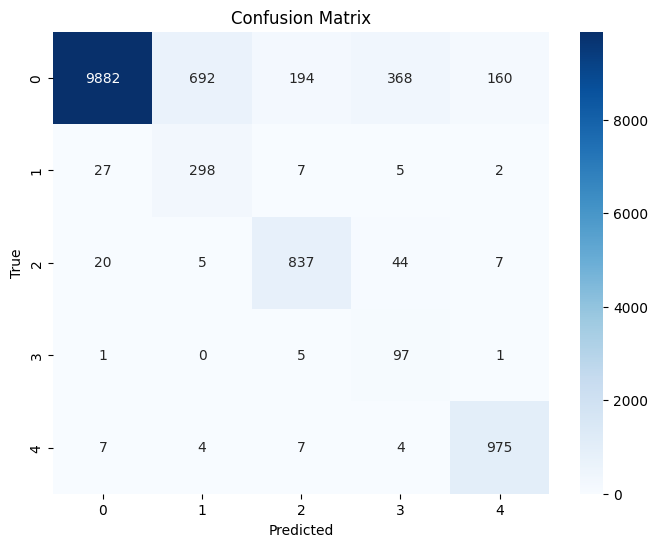 Confusion Matrix
0 9882 692 194 368 160
1 27 298 7 5 2
2 20 5 837 44 7
3 1 0 5 97 1
4 7 4 7 4 975
0 1 2 3 4
Predicted
True
8000
6000
4000
2000
0